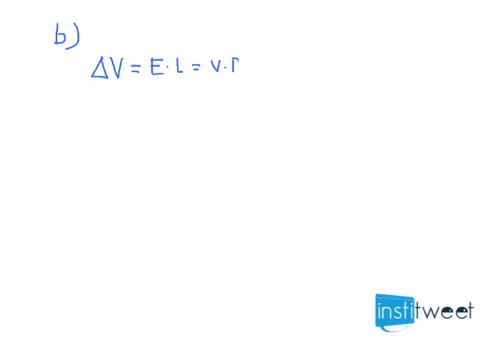 b)
ΔV = E · L = v · Γ
institweet